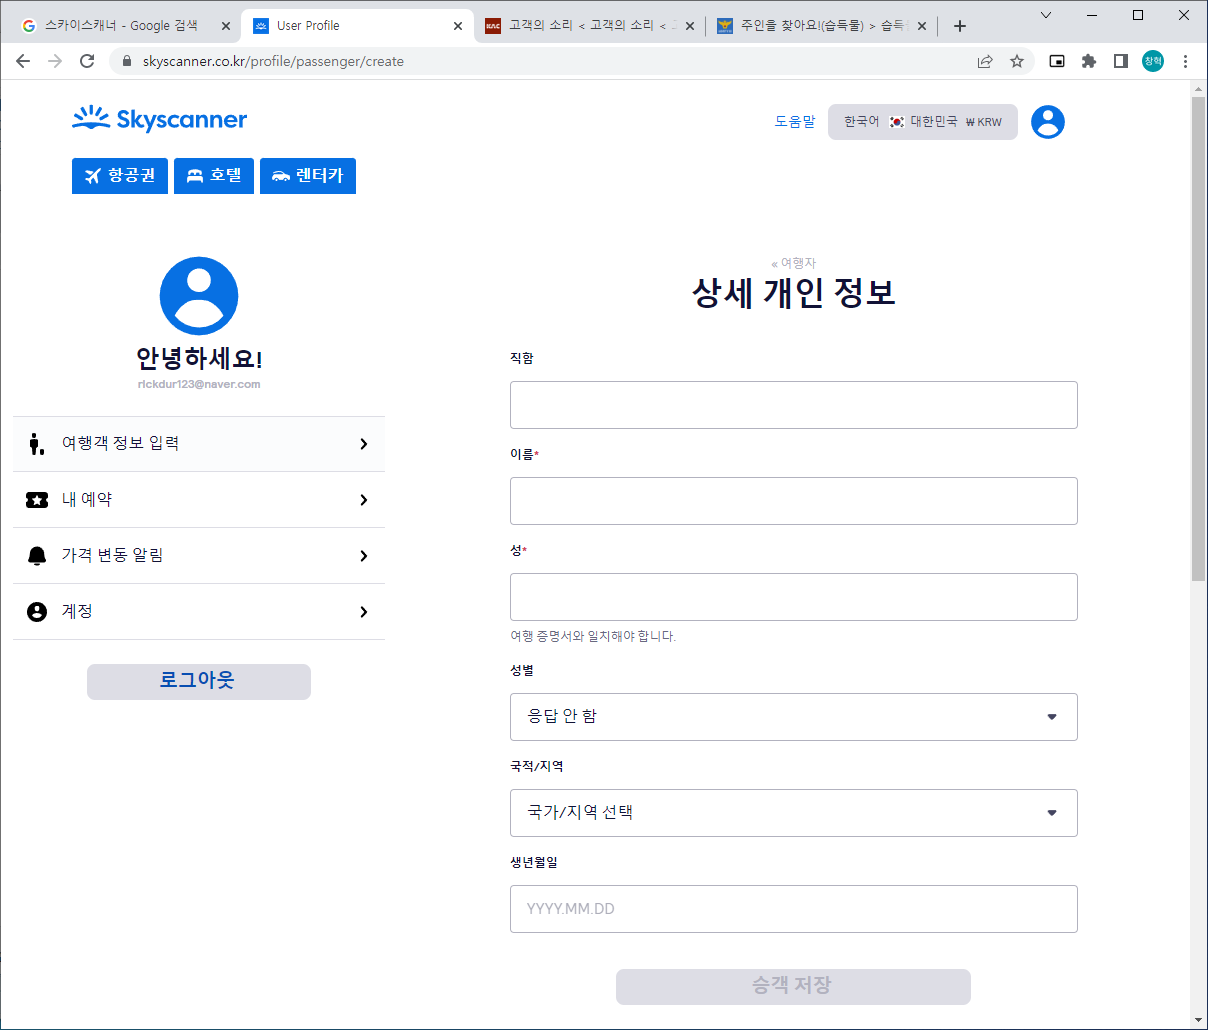 스카이스캐너 - Google 검색
User Profile
고객의 소리 < 고객의 소리 <
주인을 찾아요!(습득물) > 습득
skyscanner.co.kr/profile/passenger/create
창혁
Skyscanner
도움말
한국어 대한민국 ₩ KRW
항공권 호텔 렌터카
안녕하세요!
rickdur123@naver.com
여행객 정보 입력
내 예약
가격 변동 알림
계정
로그아웃
« 여행자
상세 개인 정보
직함
이름*
성*
여행 증명서와 일치해야 합니다.
성별
응답 안 함
국적/지역
국가/지역 선택
생년월일
YYYY.MM.DD
승객 저장